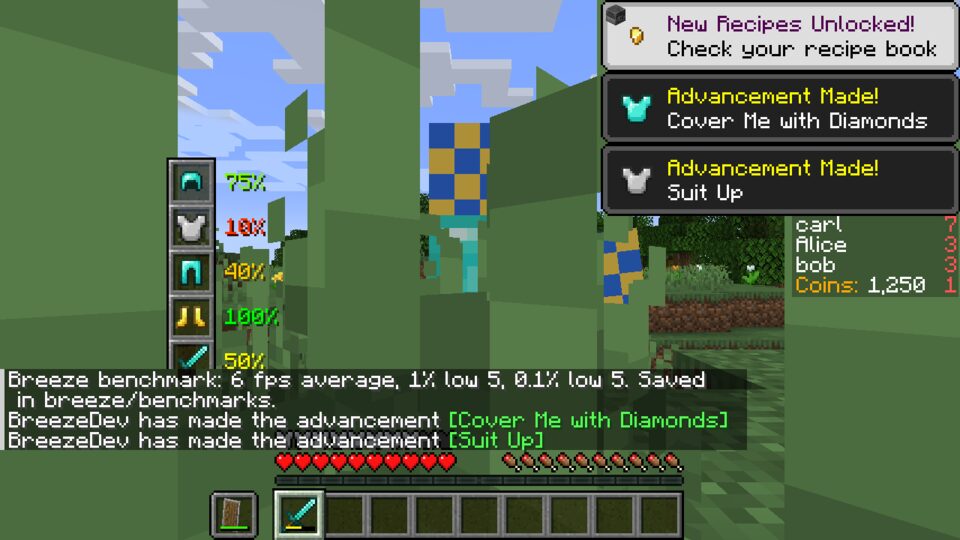 New Recipes Unlocked!
Check your recipe book
Advancement Made!
Cover Me with Diamonds
Advancement Made!
Suit Up
carl 7
Alice 3
bob 3
Coins: 1,250 1
75%
10%
40%
100%
50%
Breeze benchmark: 6 fps average, 1% low 5, 0.1% low 5. Saved
in breeze/benchmarks.
BreezeDev has made the advancement [Cover Me with Diamonds]
BreezeDev has made the advancement [Suit Up]